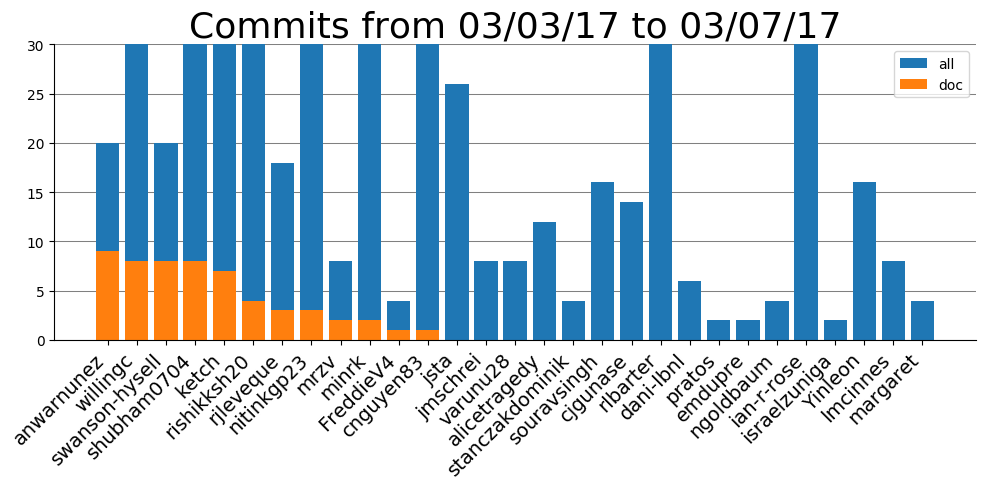 Commits from 03/03/17 to 03/07/17
30
25
20
15
10
5
0
all
doc
anwarnunez
willingc
swanson-hysell
shubham0704
ketch
rishikksh20
rjleveque
nitinkgp23
mrzv
minrk
FreddieV4
cnguyen83
jsta
jmschrei
varunu28
alicetragedy
stanczakdominik
souravsingh
cjgunase
rlbarter
dani-lbnl
pratos
emdupre
ngoldbaum
ian-r-rose
israelzuniga
Yinleon
lmcinnes
margaret